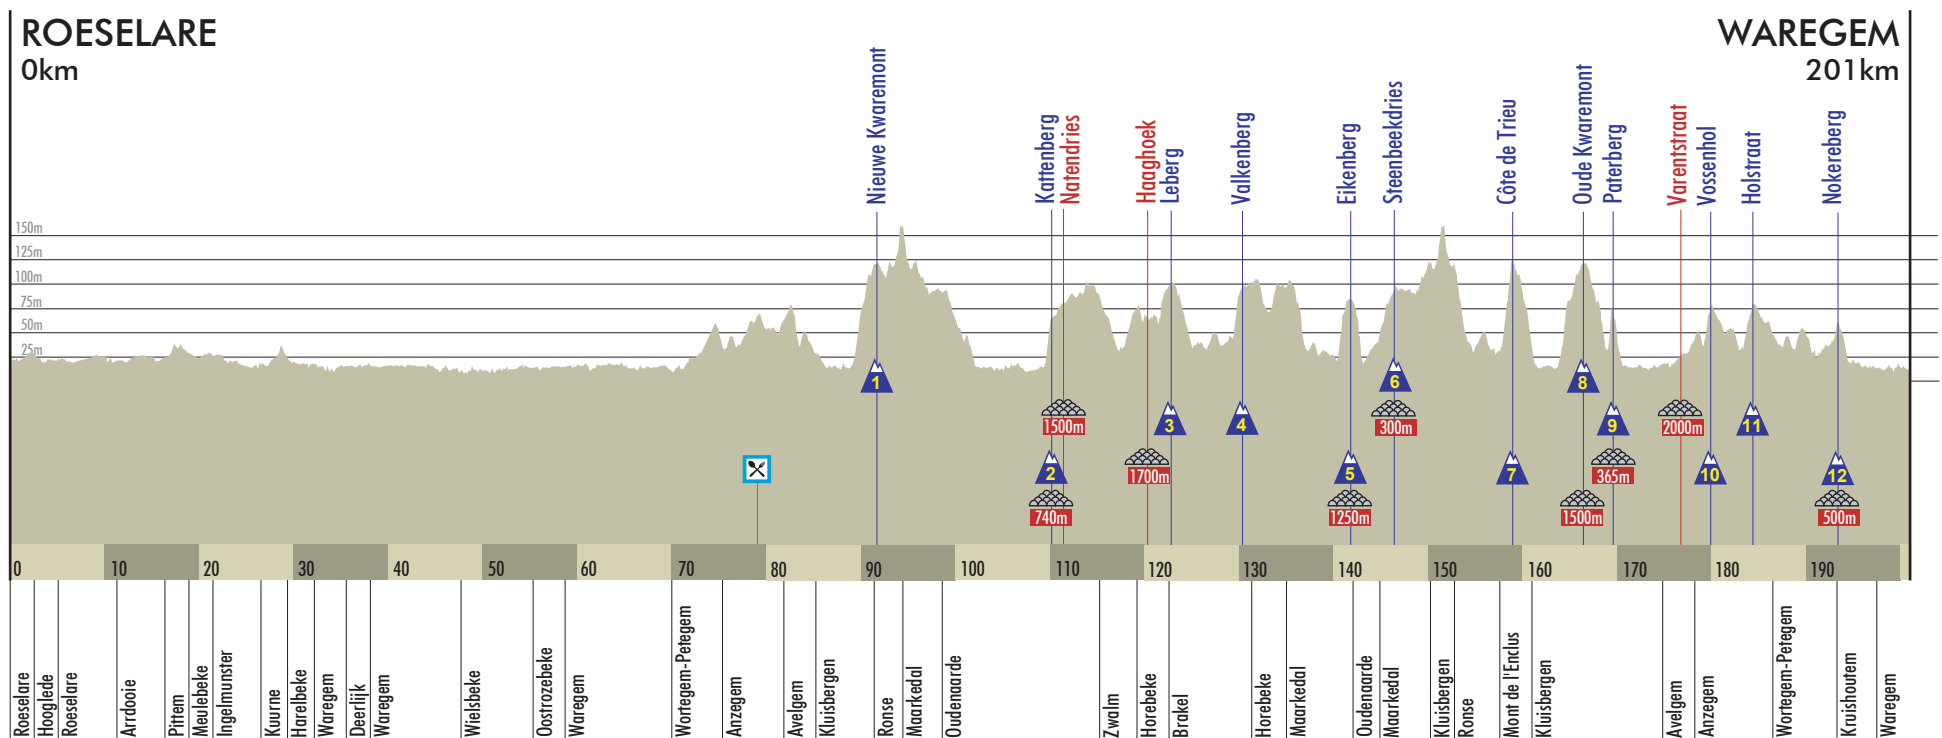 ROESELARE
0km
WAREGEM
201km
Nieuwe Kwaremont
Kattenberg
Natendries
Haaghoek
Leberg
Valkenberg
Eikenberg
Steenbeekdries
Côte de Trieu
Oude Kwaremont
Paterberg
Varentstraat
Vossenhol
Holstraat
Nokereberg
150m
125m
100m
75m
50m
25m
1
6
8
1500m
3
4
300m
9
2000m
11
2
1700m
5
7
365m
10
12
740m
1250m
1500m
500m
0 10 20 30 40 50 60 70 80 90 100 110 120 130 140 150 160 170 180 190
Roeselare
Hooglede
Roeselare
Arrdooie
Pittem
Meulebeke
Ingelmunster
Kuurne
Harelbeke
Waregem
Deerlijk
Waregem
Wielsbeke
Oostrozebeke
Waregem
Wortegem-Petegem
Anzegem
Avelgem
Kluisbergen
Ronse
Maarkedal
Oudenaarde
Zwalm
Horebeke
Brakel
Horebeke
Maarkedal
Oudenaarde
Maarkedal
Kluisbergen
Ronse
Mont de l'Enclus
Kluisbergen
Avelgem
Anzegem
Wortegem-Petegem
Kruishoutem
Waregem